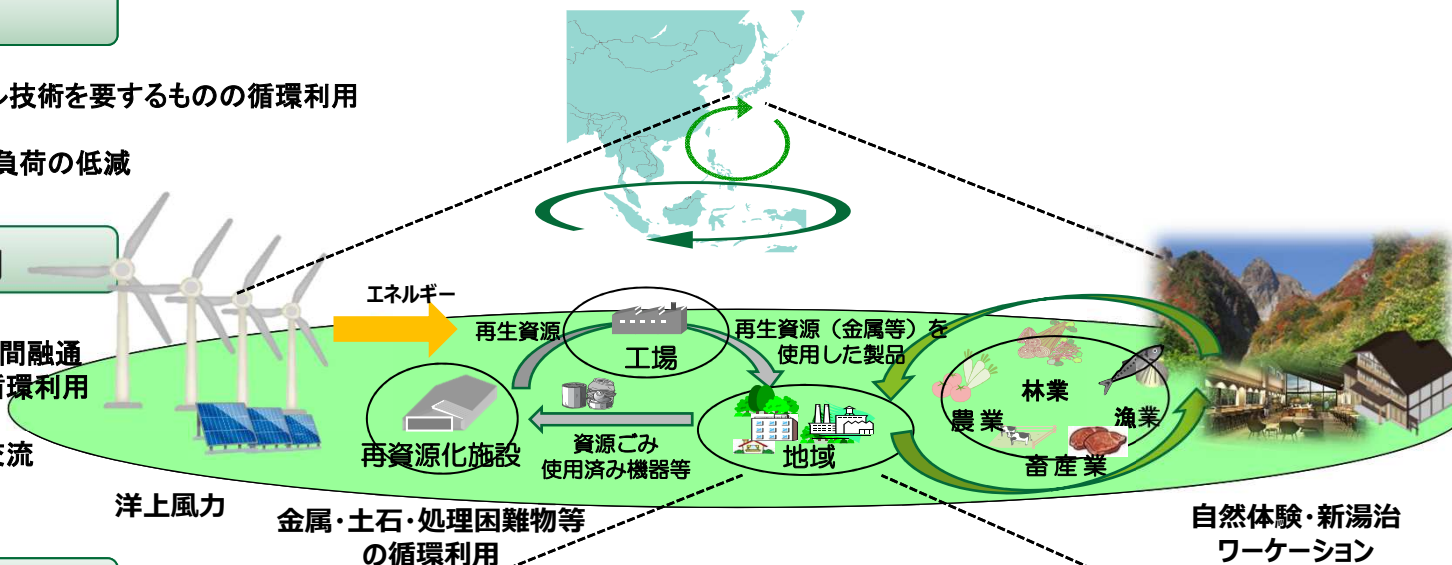 ル技術を要するものの循環利用
負荷の低減
間融通
循環利用
交流
エネルギー
再生資源
工場
再生資源（金属等）を
使用した製品
林業
農業
漁業
畜産業
再資源化施設
資源ごみ
使用済み機器等
地域
洋上風力
金属・土石・処理困難物等
の循環利用
自然体験・新湯治
ワーケーション